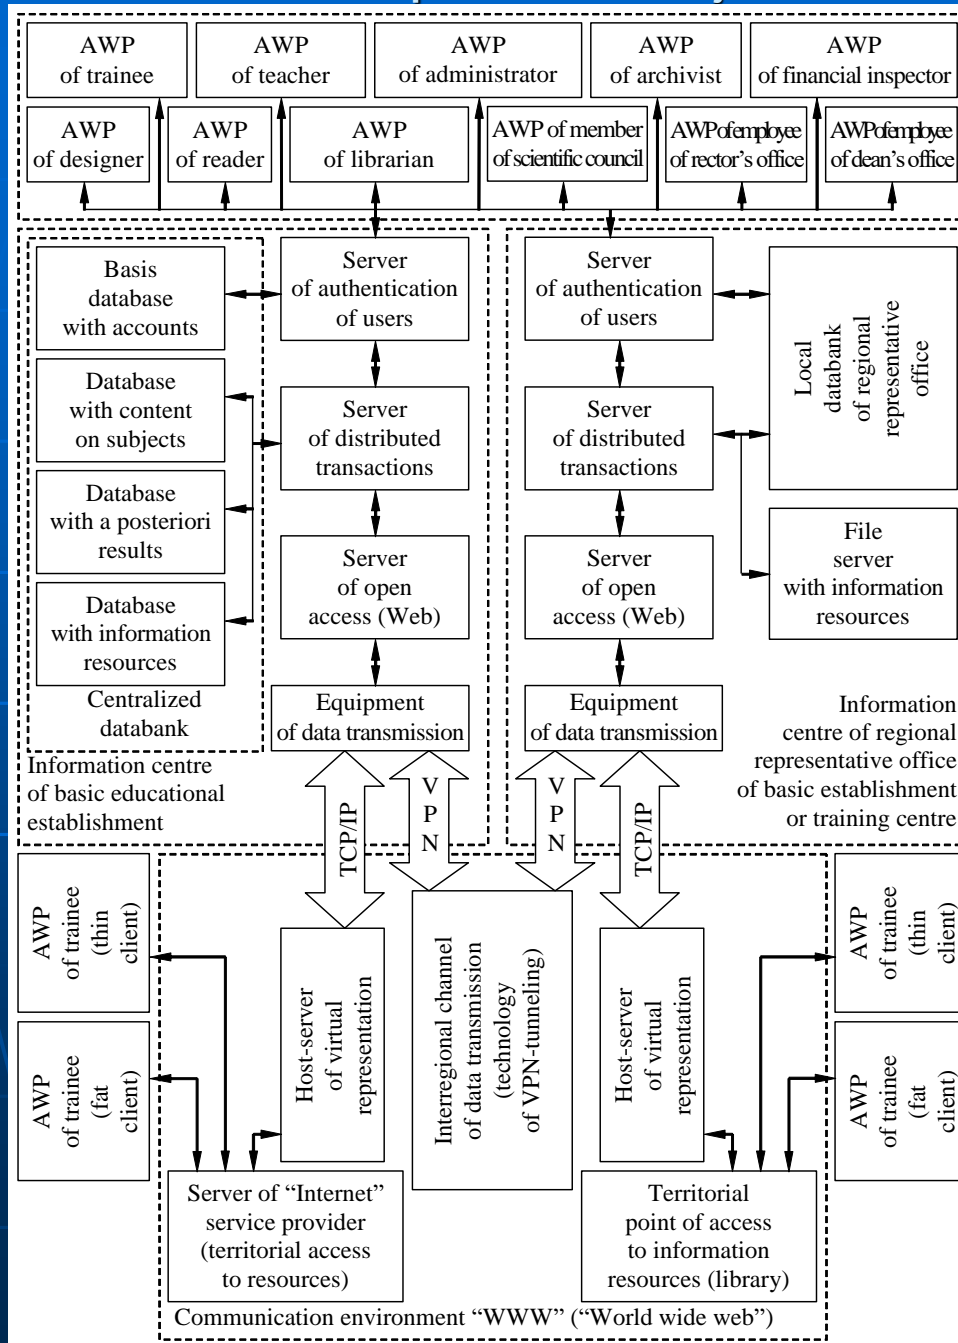 AWP
of trainee
AWP
of teacher
AWP
of administrator
AWP
of archivist
AWP
of financial inspector
AWP
of designer
AWP
of reader
AWP
of librarian
AWP of member
of scientific council
AWP of employee
of rector's office
AWP of employee
of dean's office
Basis
database
with accounts
Database
with content
on subjects
Database
with a posteriori
results
Database
with information
resources
Centralized
databank
Information centre
of basic educational
establishment
Server
of authentication
of users
Server
of distributed
transactions
Server
of open
access (Web)
Equipment
of data transmission
Server
of authentication
of users
Server
of distributed
transactions
Server
of open
access (Web)
Equipment
of data transmission
Local
databank
of regional
representative
office
File
server
with information
resources
Information
centre of regional
representative office
of basic establishment
or training centre
TCP/IP
VPN
VPN
TCP/IP
AWP
of trainee
(thin
client)
AWP
of trainee
(fat
client)
Host-server
of virtual
representation
Interregional channel
of data transmission
(technology
of VPN-tunneling)
Host-server
of virtual
representation
AWP
of trainee
(thin
client)
AWP
of trainee
(fat
client)
Server of “Internet”
service provider
(territorial access
to resources)
Territorial
point of access
to information
resources (library)
Communication environment “WWW” (“World wide web”)